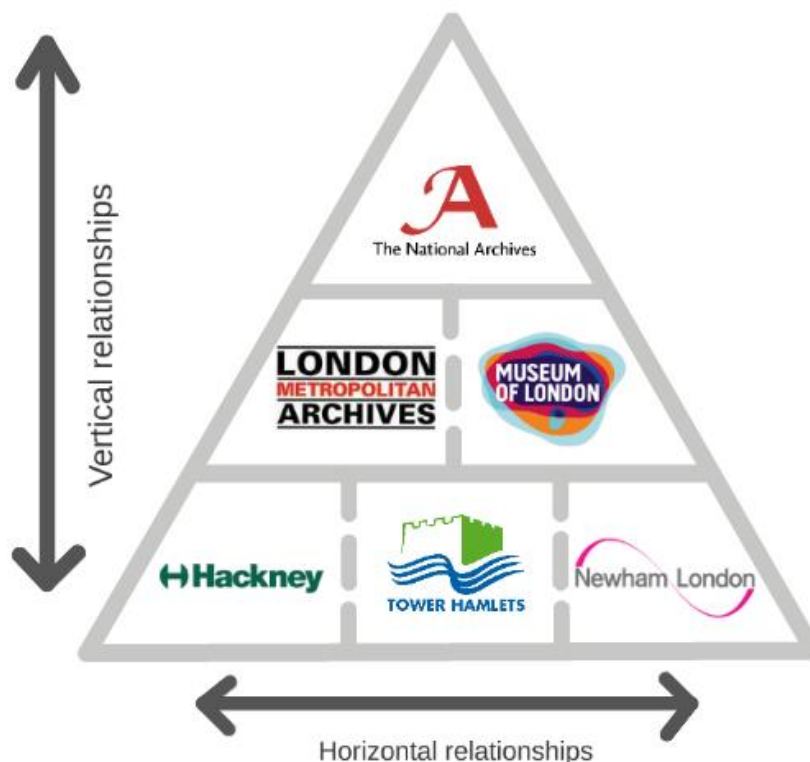 Vertical relationships
A
The National Archives
LONDON
METROPOLITAN
ARCHIVES
MUSEUM
OF LONDON
Hackney
TOWER HAMLETS
Newham London
Horizontal relationships